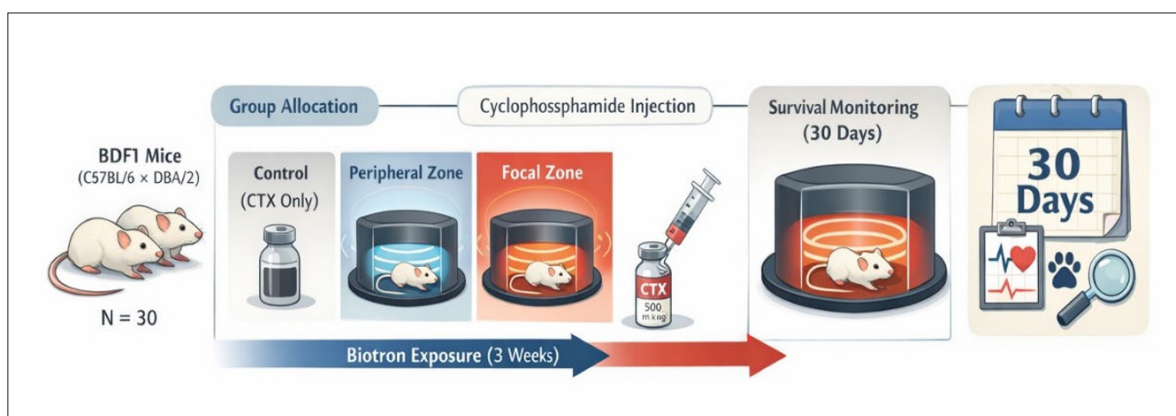 Group Allocation
Cyclophossphamide Injection
Survival Monitoring
(30 Days)
BDF1 Mice
(C57BL/6 × DBA/2)
N = 30
Control
(CTX Only)
Peripheral Zone
Focal Zone
CTX
500
Biotron Exposure (3 Weeks)
30
Days